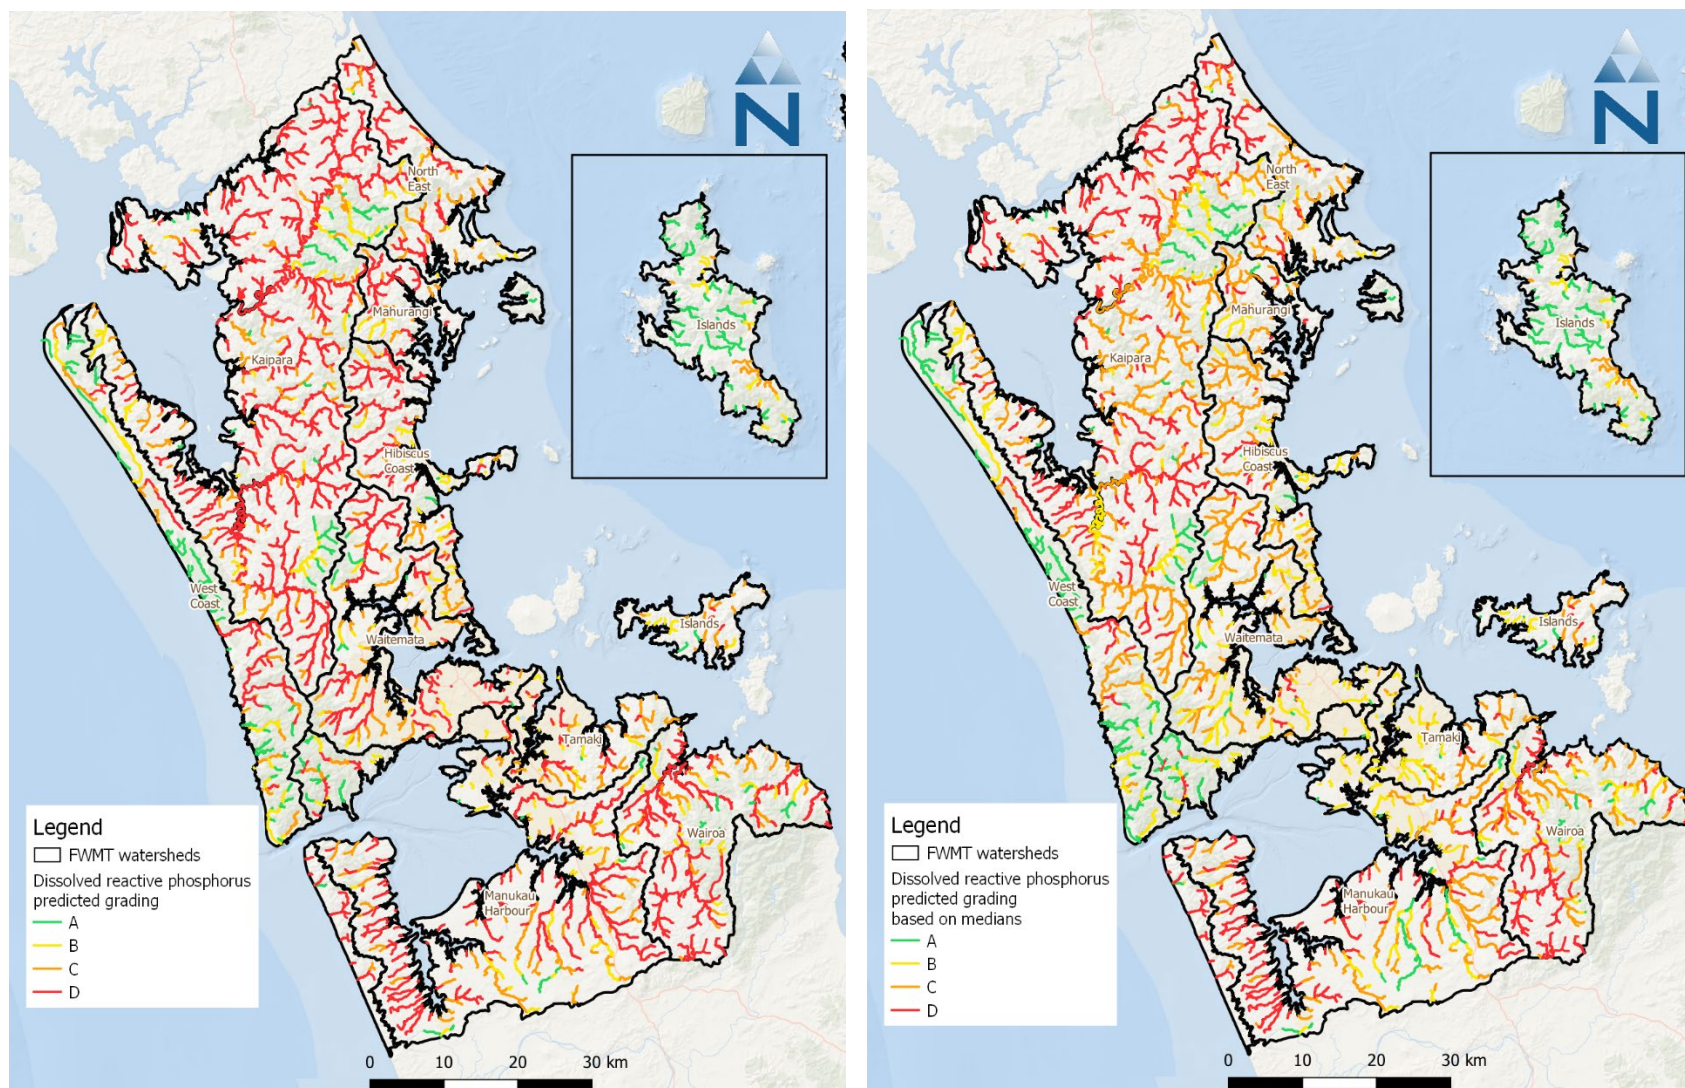 N
North
East
Islands
Mahurangi
Kaipara
Hibiscus
Coast
West
Coast
Waitemata
Islands
Tamaki
Wairoa
Manukau
Harbour
Legend
FWMT watersheds
Dissolved reactive phosphorus
predicted grading
A
B
C
D
0 10 20 30 km
N
North
East
Islands
Mahurangi
Kaipara
Hibiscus
Coast
West
Coast
Waitemata
Islands
Tamaki
Wairoa
Manukau
Harbour
Legend
FWMT watersheds
Dissolved reactive phosphorus
predicted grading
based on medians
A
B
C
D
0 10 20 30 km